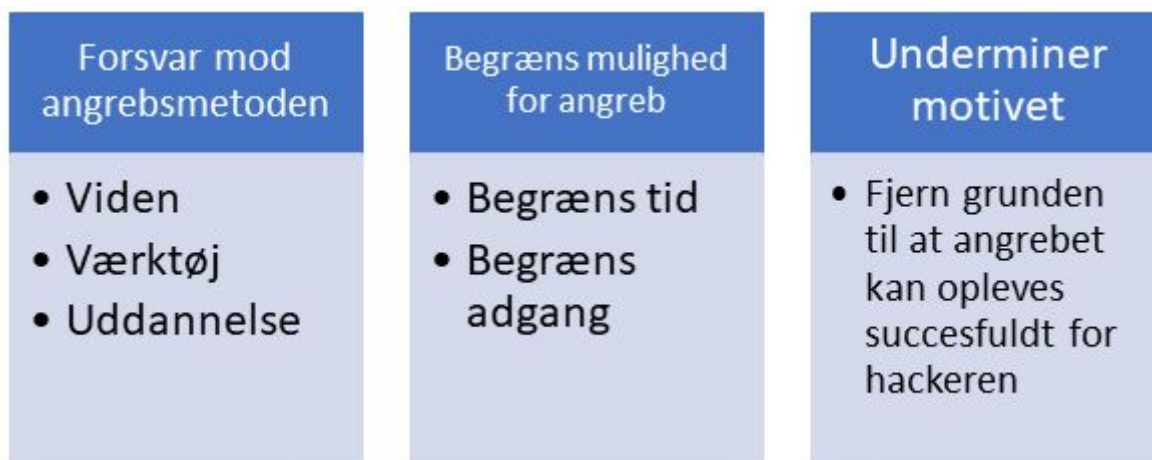 Forsvar mod
angrebsmetoden
• Viden
• Værktøj
• Uddannelse
Begræns mulighed
for angreb
• Begræns tid
• Begræns
adgang
Underminer
motivet
• Fjern grunden
til at angrebet
kan opleves
succesfuldt for
hackeren